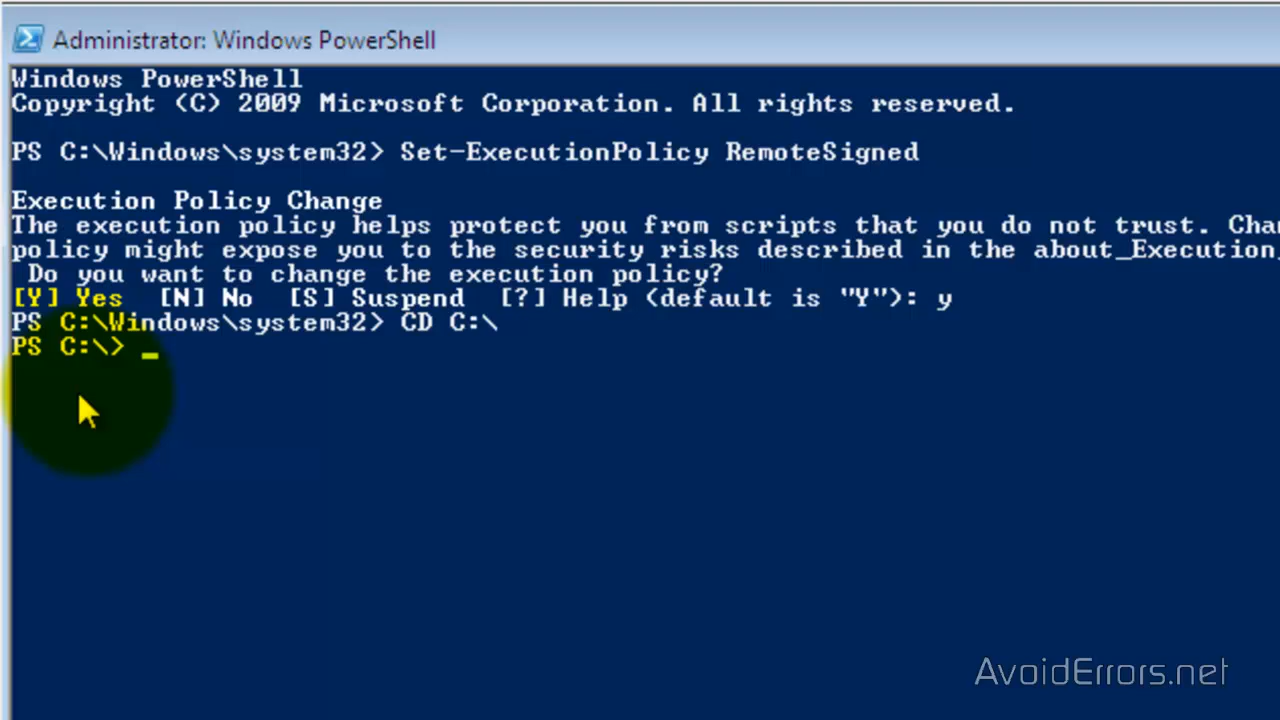 Administrator: Windows PowerShell
Windows PowerShell
Copyright (C) 2009 Microsoft Corporation. All rights reserved.
PS C:\Windows\system32> Set-ExecutionPolicy RemoteSigned
Execution Policy Change
The execution policy helps protect you from scripts that you do not trust.
policy might expose you to the security risks described in the about_Execution
Do you want to change the execution policy?
[Y] Yes [N] No [S] Suspend [?] Help (default is "Y"): y
PS C:\Windows\system32> CD C:\
PS C:\> _
AvoidErrors.net